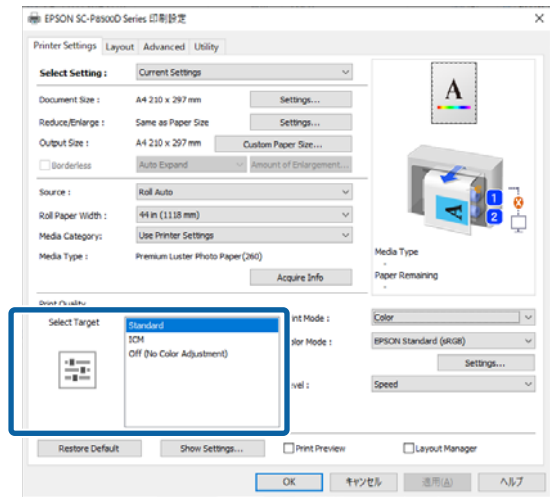 EPSON SC-P8500D Series 印刷設定
Printer Settings Layout Advanced Utility
Select Setting : Current Settings
Document Size : A4 210 x 297 mm Settings...
Reduce/Enlarge : Same as Paper Size Settings...
Output Size : A4 210 x 297 mm Custom Paper Size...
Borderless Auto Expand Amount of Enlargement...
Source : Roll Auto
Roll Paper Width : 44 in (1118 mm)
Media Category: Use Printer Settings
Media Type : Premium Luster Photo Paper(260)
Acquire Info
A
1
2
A
Media Type
-
Paper Remaining
-
Print Quality
Select Target
Standard
ICM
Off (No Color Adjustment)
int Mode : Color
olor Mode : EPSON Standard (sRGB)
Settings...
evel : Speed
Restore Default Show Settings... Print Preview Layout Manager
OK キャンセル 適用(A) ヘルプ